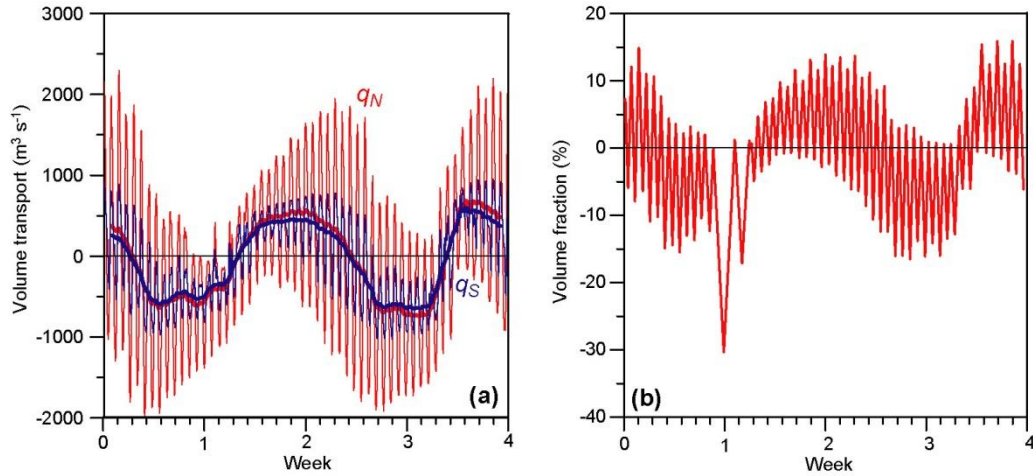 3000
2000
1000
0
-1000
-2000
Volume transport (m³ s⁻¹)
qN
qS
(a)
0 1 2 3 4
Week
20
10
0
-10
-20
-30
-40
Volume fraction (%)
(b)
0 1 2 3 4
Week